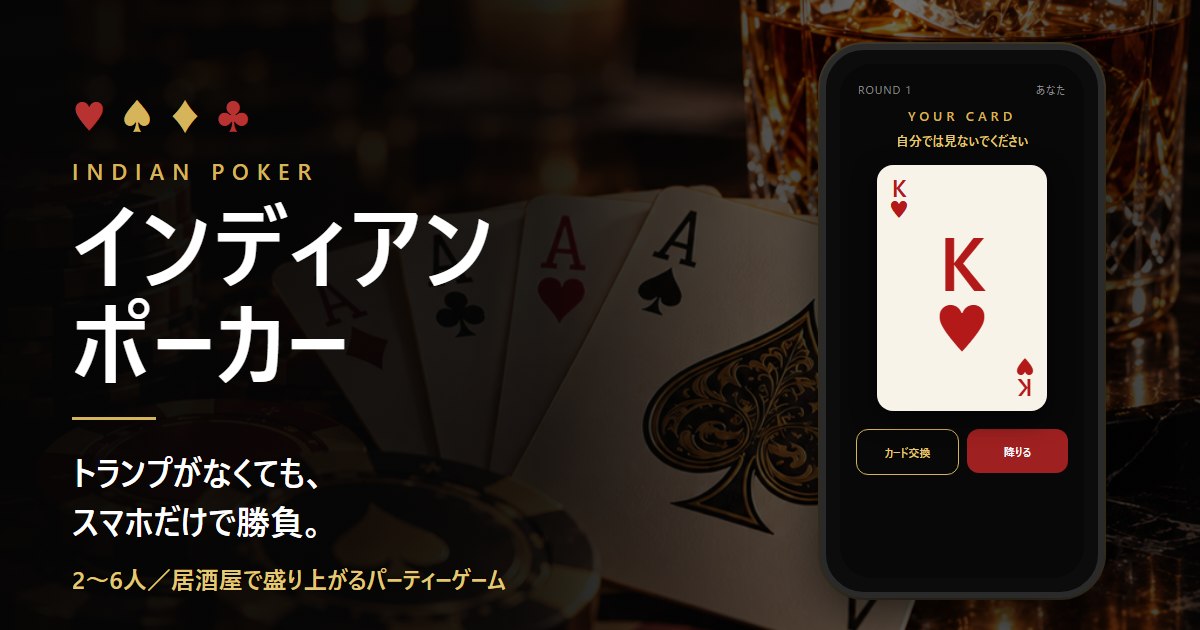 INDIAN POKER
インディアン
ポーカー
トランプがなくても、
スマホだけで勝負。
2〜6人／居酒屋で盛り上がるパーティーゲーム
A
A
A
A
ROUND 1
あなた
YOUR CARD
自分では見ないでください
K
K
K
カード交換
降りる